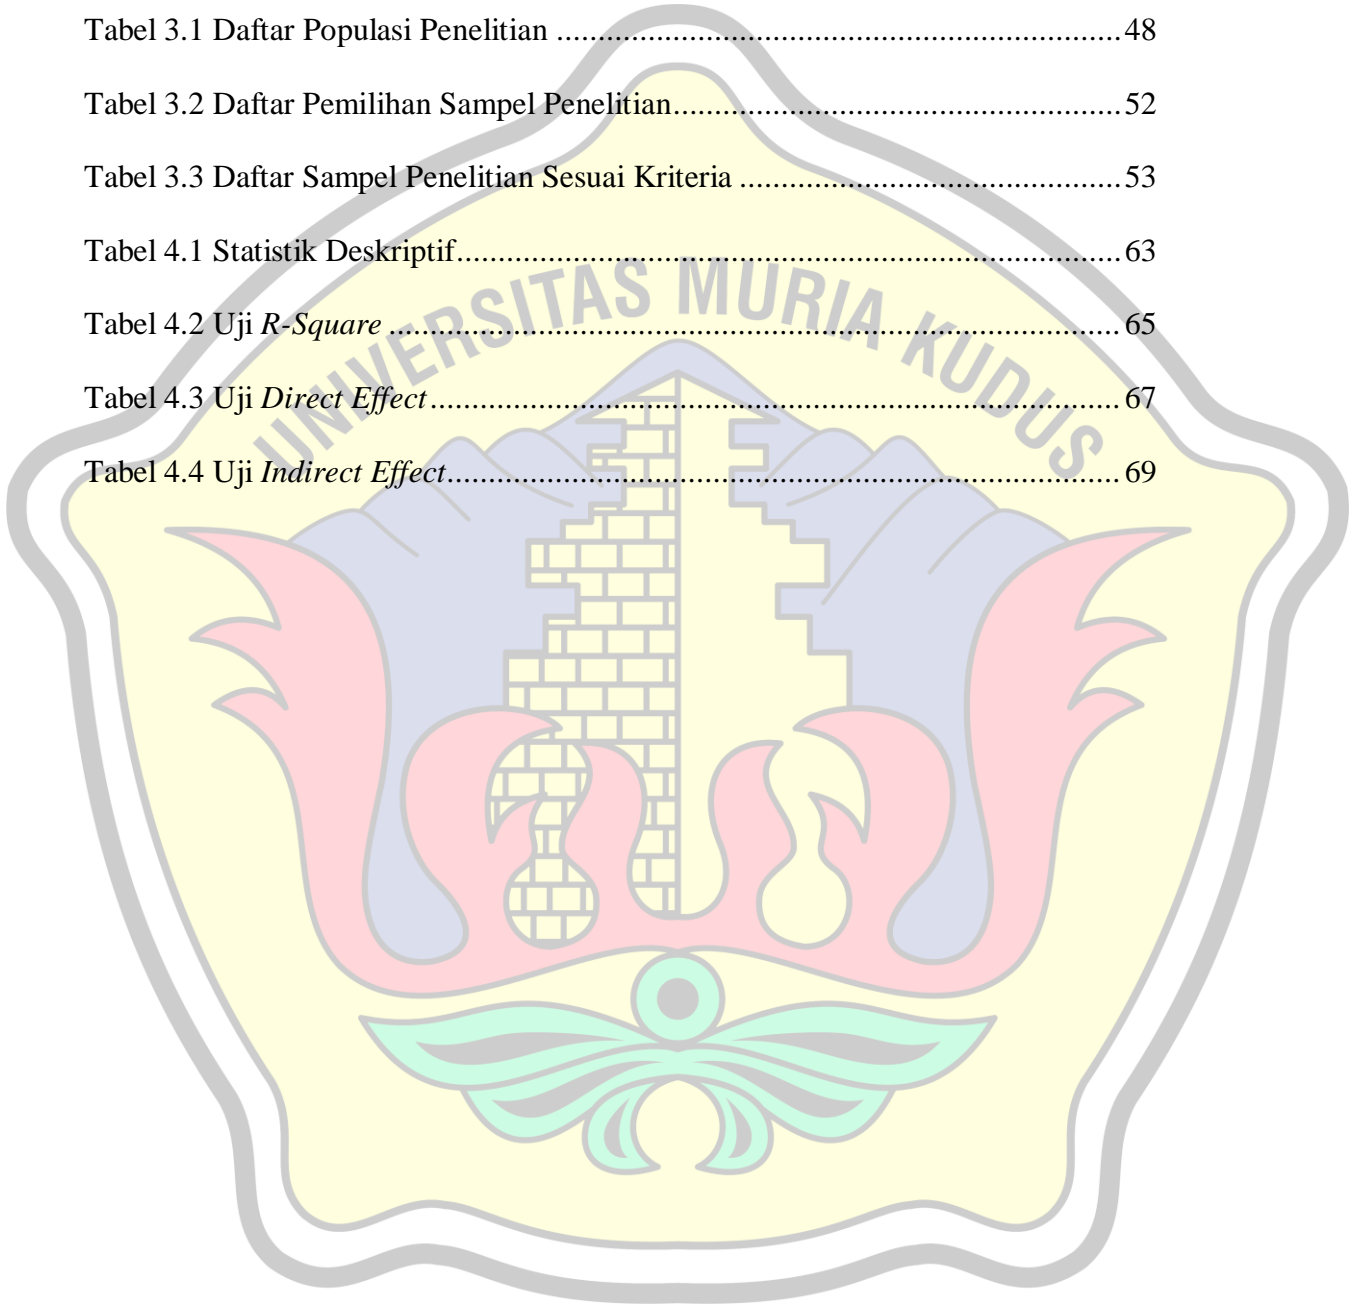 Tabel 3.1 Daftar Populasi Penelitian ..................................................................... 48
Tabel 3.2 Daftar Pemilihan Sampel Penelitian....................................................... 52
Tabel 3.3 Daftar Sampel Penelitian Sesuai Kriteria ............................................... 53
Tabel 4.1 Statistik Deskriptif.................................................................................. 63
Tabel 4.2 Uji R-Square .......................................................................................... 65
Tabel 4.3 Uji Direct Effect..................................................................................... 67
Tabel 4.4 Uji Indirect Effect................................................................................... 69
UNIVERSITAS MURIA KUDUS